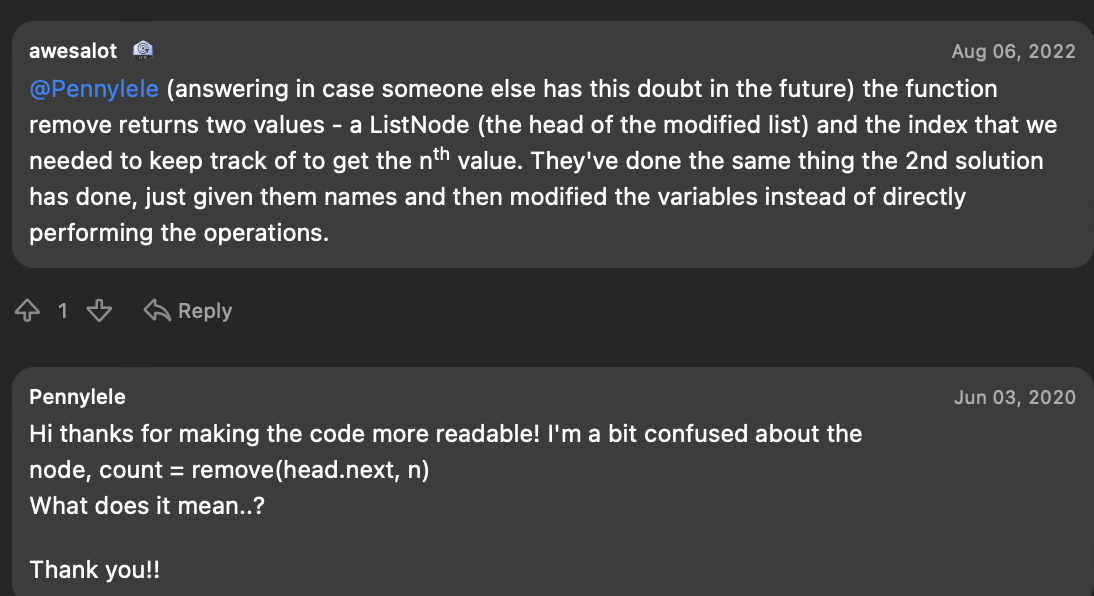 awesalot
Aug 06, 2022
@Pennylele (answering in case someone else has this doubt in the future) the function
remove returns two values - a ListNode (the head of the modified list) and the index that we
needed to keep track of to get the nth value. They've done the same thing the 2nd solution
has done, just given them names and then modified the variables instead of directly
performing the operations.
1
Reply
Pennylele
Jun 03, 2020
Hi thanks for making the code more readable! I'm a bit confused about the
node, count = remove(head.next, n)
What does it mean..?
Thank you!!